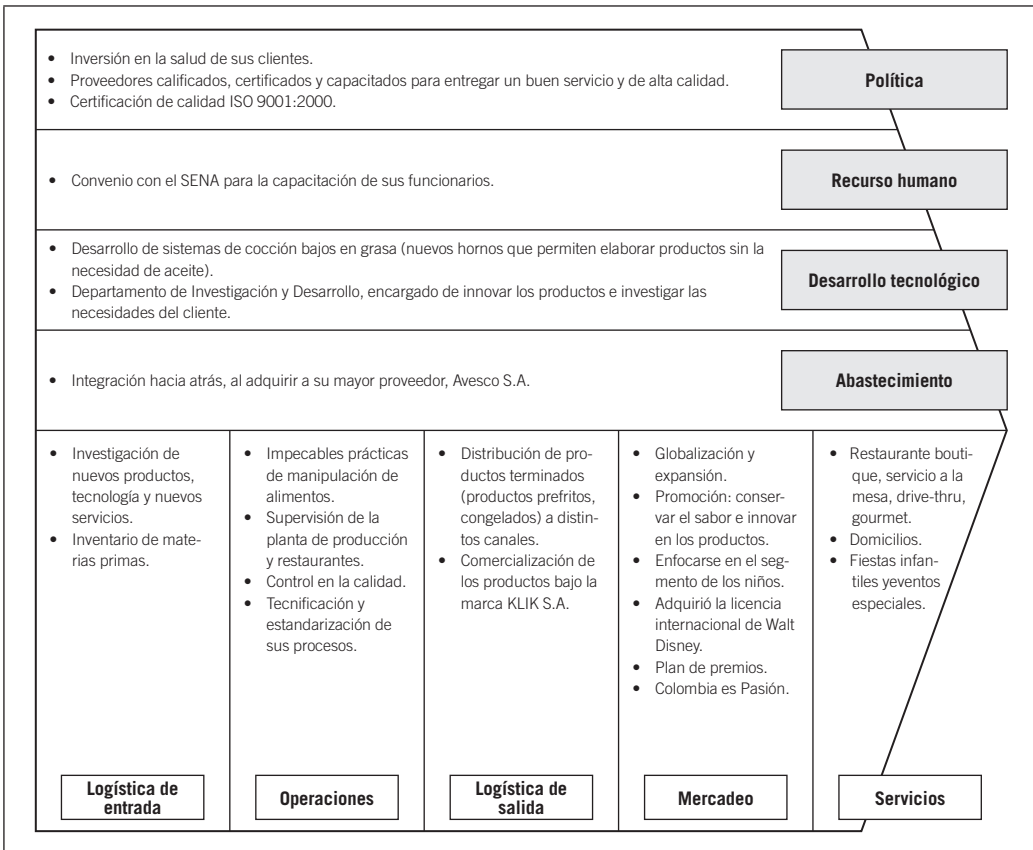 • Inversión en la salud de sus clientes.
• Proveedores calificados, certificados y capacitados para entregar un buen servicio y de alta calidad.
• Certificación de calidad ISO 9001:2000.
Política
• Convenio con el SENA para la capacitación de sus funcionarios.
Recurso humano
• Desarrollo de sistemas de cocción bajos en grasa (nuevos hornos que permiten elaborar productos sin la
necesidad de aceite).
• Departamento de Investigación y Desarrollo, encargado de innovar los productos e investigar las
necesidades del cliente.
Desarrollo tecnológico
• Integración hacia atrás, al adquirir a su mayor proveedor, Avesco S.A.
Abastecimiento
• Investigación de
nuevos productos,
tecnología y nuevos
servicios.
• Inventario de mate-
rias primas.
Logística de
entrada
• Impecables prácticas
de manipulación de
alimentos.
• Supervisión de la
planta de producción
y restaurantes.
• Control en la calidad.
• Tecnificación y
estandarización de
sus procesos.
Operaciones
• Distribución de pro-
ductos terminados
(productos prefritos,
congelados) a distin-
tos canales.
• Comercialización de
los productos bajo la
marca KLIK S.A.
Logística de
salida
• Globalización y
expansión.
• Promoción: conser-
var el sabor e innovar
en los productos.
• Enfocarse en el seg-
mento de los niños.
• Adquirió la licencia
internacional de Walt
Disney.
• Plan de premios.
• Colombia es Pasión.
Mercadeo
• Restaurante bouti-
que, servicio a la
mesa, drive-thru,
gourmet.
• Domicilios.
• Fiestas infan-
tiles yeventos
especiales.
Servicios